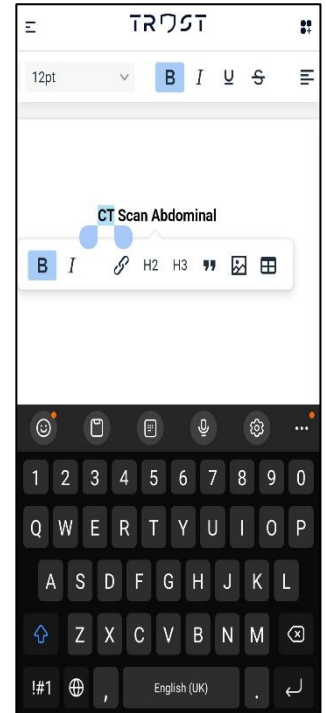 TRUST
12pt B I U S
CT Scan Abdominal
B I H2 H3
1 2 3 4 5 6 7 8 9 0
Q W E R T Y U I O P
A S D F G H J K L
Z X C V B N M
!#1 , English (UK) .